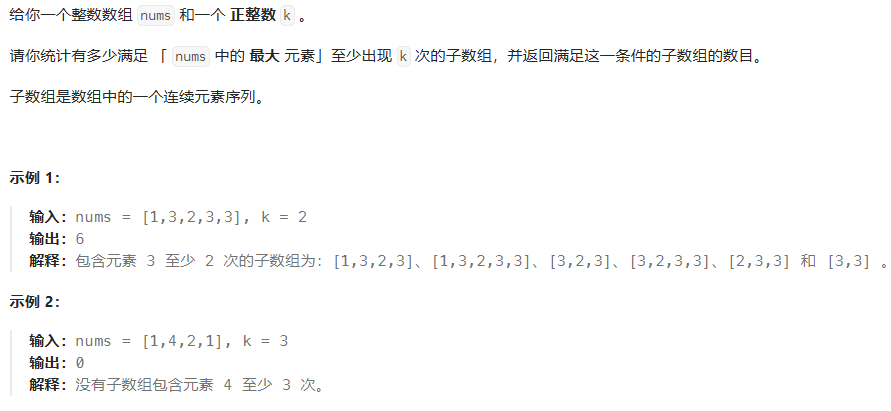 给你一个整数数组 nums 和一个 正整数 k 。
请你统计有多少满足 「 nums 中的 最大 元素」至少出现 k 次的子数组，并返回满足这一条件的子数组的数目。
子数组是数组中的一个连续元素序列。
示例 1：
输入：nums = [1,3,2,3,3], k = 2
输出：6
解释：包含元素 3 至少 2 次的子数组为：[1,3,2,3]、[1,3,2,3,3]、[3,2,3]、[3,2,3,3]、[2,3,3] 和 [3,3] 。
示例 2：
输入：nums = [1,4,2,1], k = 3
输出：0
解释：没有子数组包含元素 4 至少 3 次。